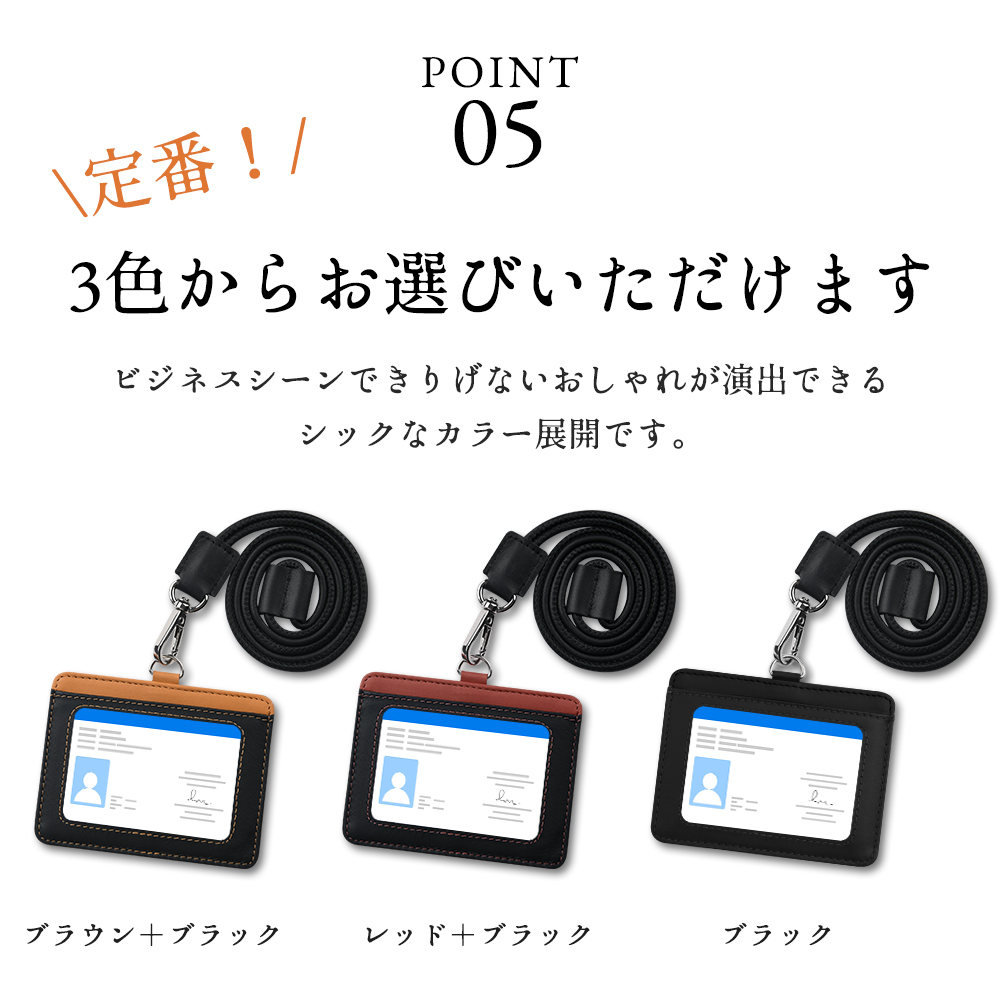 POINT
05
\定番！/
3色からお選びいただけます
ビジネスシーンできりげないおしゃれが演出できる
シックなカラー展開です。
ブラウン＋ブラック
レッド＋ブラック
ブラック